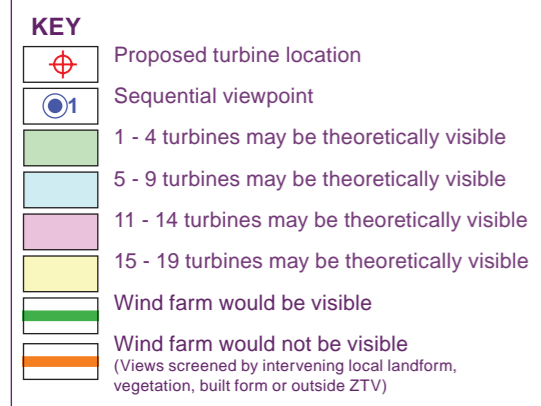 KEY
Proposed turbine location
1 Sequential viewpoint
1 - 4 turbines may be theoretically visible
5 - 9 turbines may be theoretically visible
11 - 14 turbines may be theoretically visible
15 - 19 turbines may be theoretically visible
Wind farm would be visible
Wind farm would not be visible
(Views screened by intervening local landform,
vegetation, built form or outside ZTV)